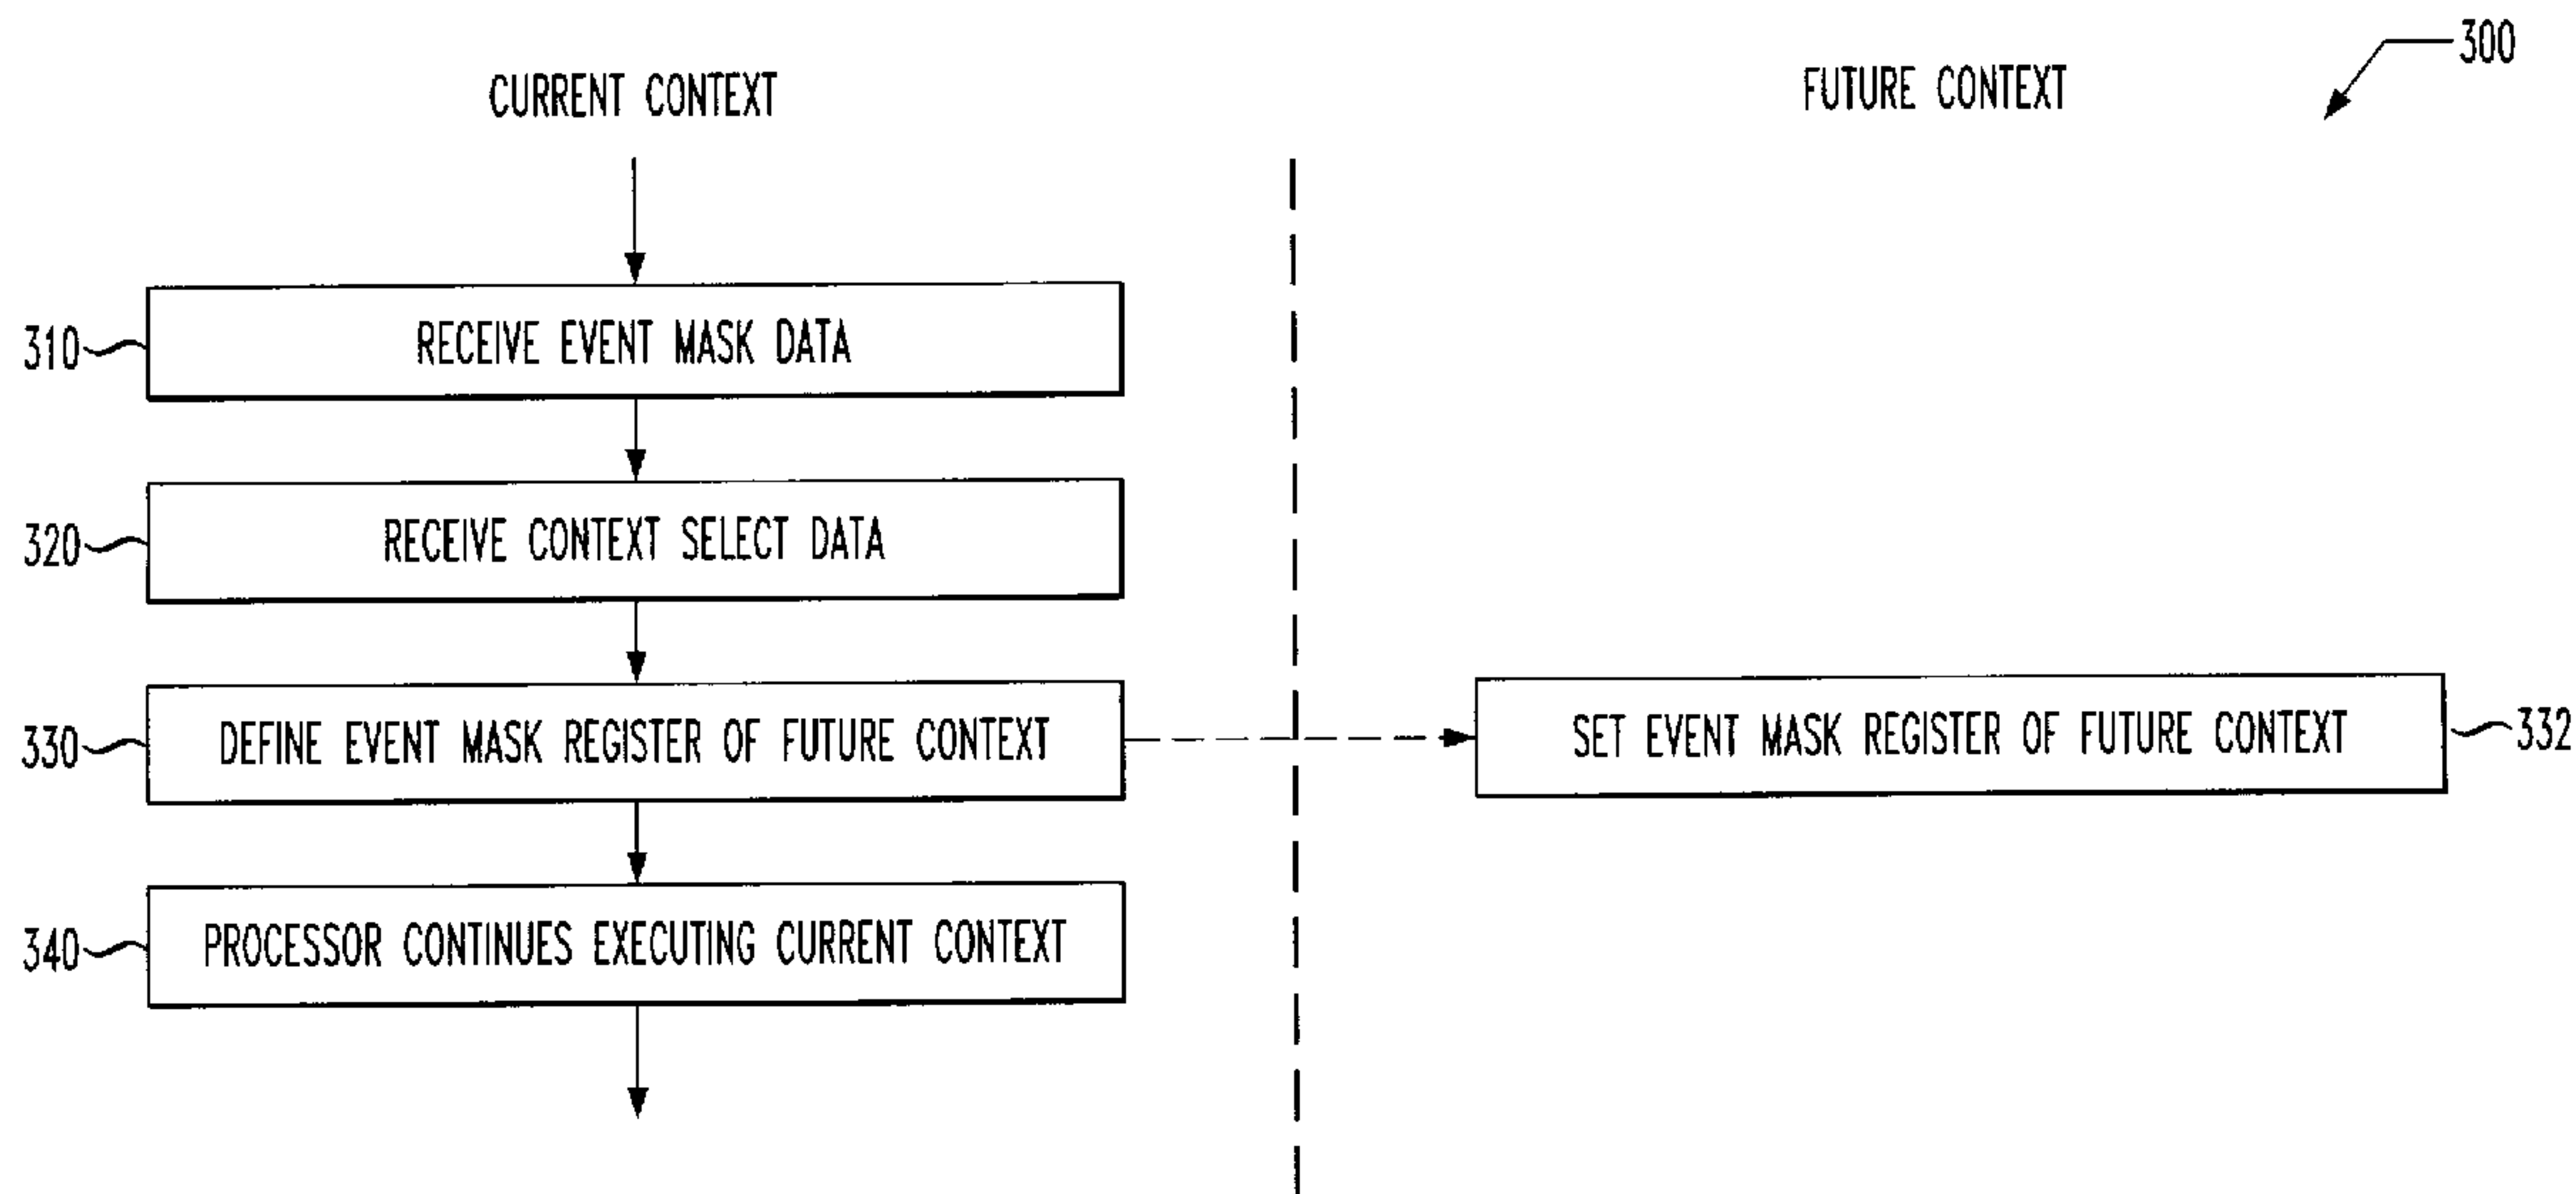 300
CURRENT CONTEXT
FUTURE CONTEXT
310
RECEIVE EVENT MASK DATA
320
RECEIVE CONTEXT SELECT DATA
330
DEFINE EVENT MASK REGISTER OF FUTURE CONTEXT
SET EVENT MASK REGISTER OF FUTURE CONTEXT
332
340
PROCESSOR CONTINUES EXECUTING CURRENT CONTEXT